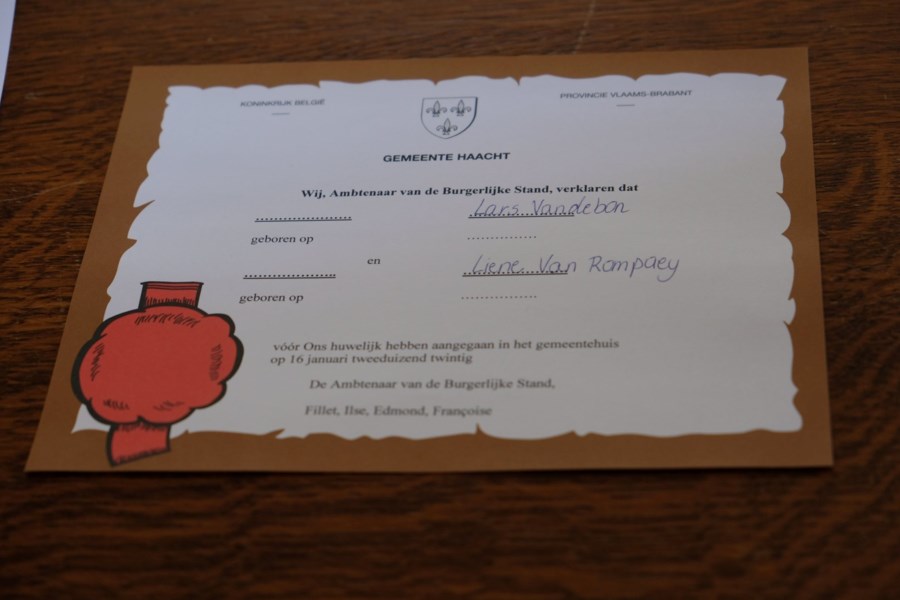 KONINKRIJK BELGIË
PROVINCIE VLAAMS-BRABANT
GEMEENTE HAACHT
Wij, Ambtenaar van de Burgerlijke Stand, verklaren dat
Lars Vandebon
geboren op
en
Liene Van Rompaey
geboren op
vóór Ons huwelijk hebben aangegaan in het gemeentehuis
op 16 januari tweeduizend twintig
De Ambtenaar van de Burgerlijke Stand,
Fillet, Ilse, Edmond, Françoise